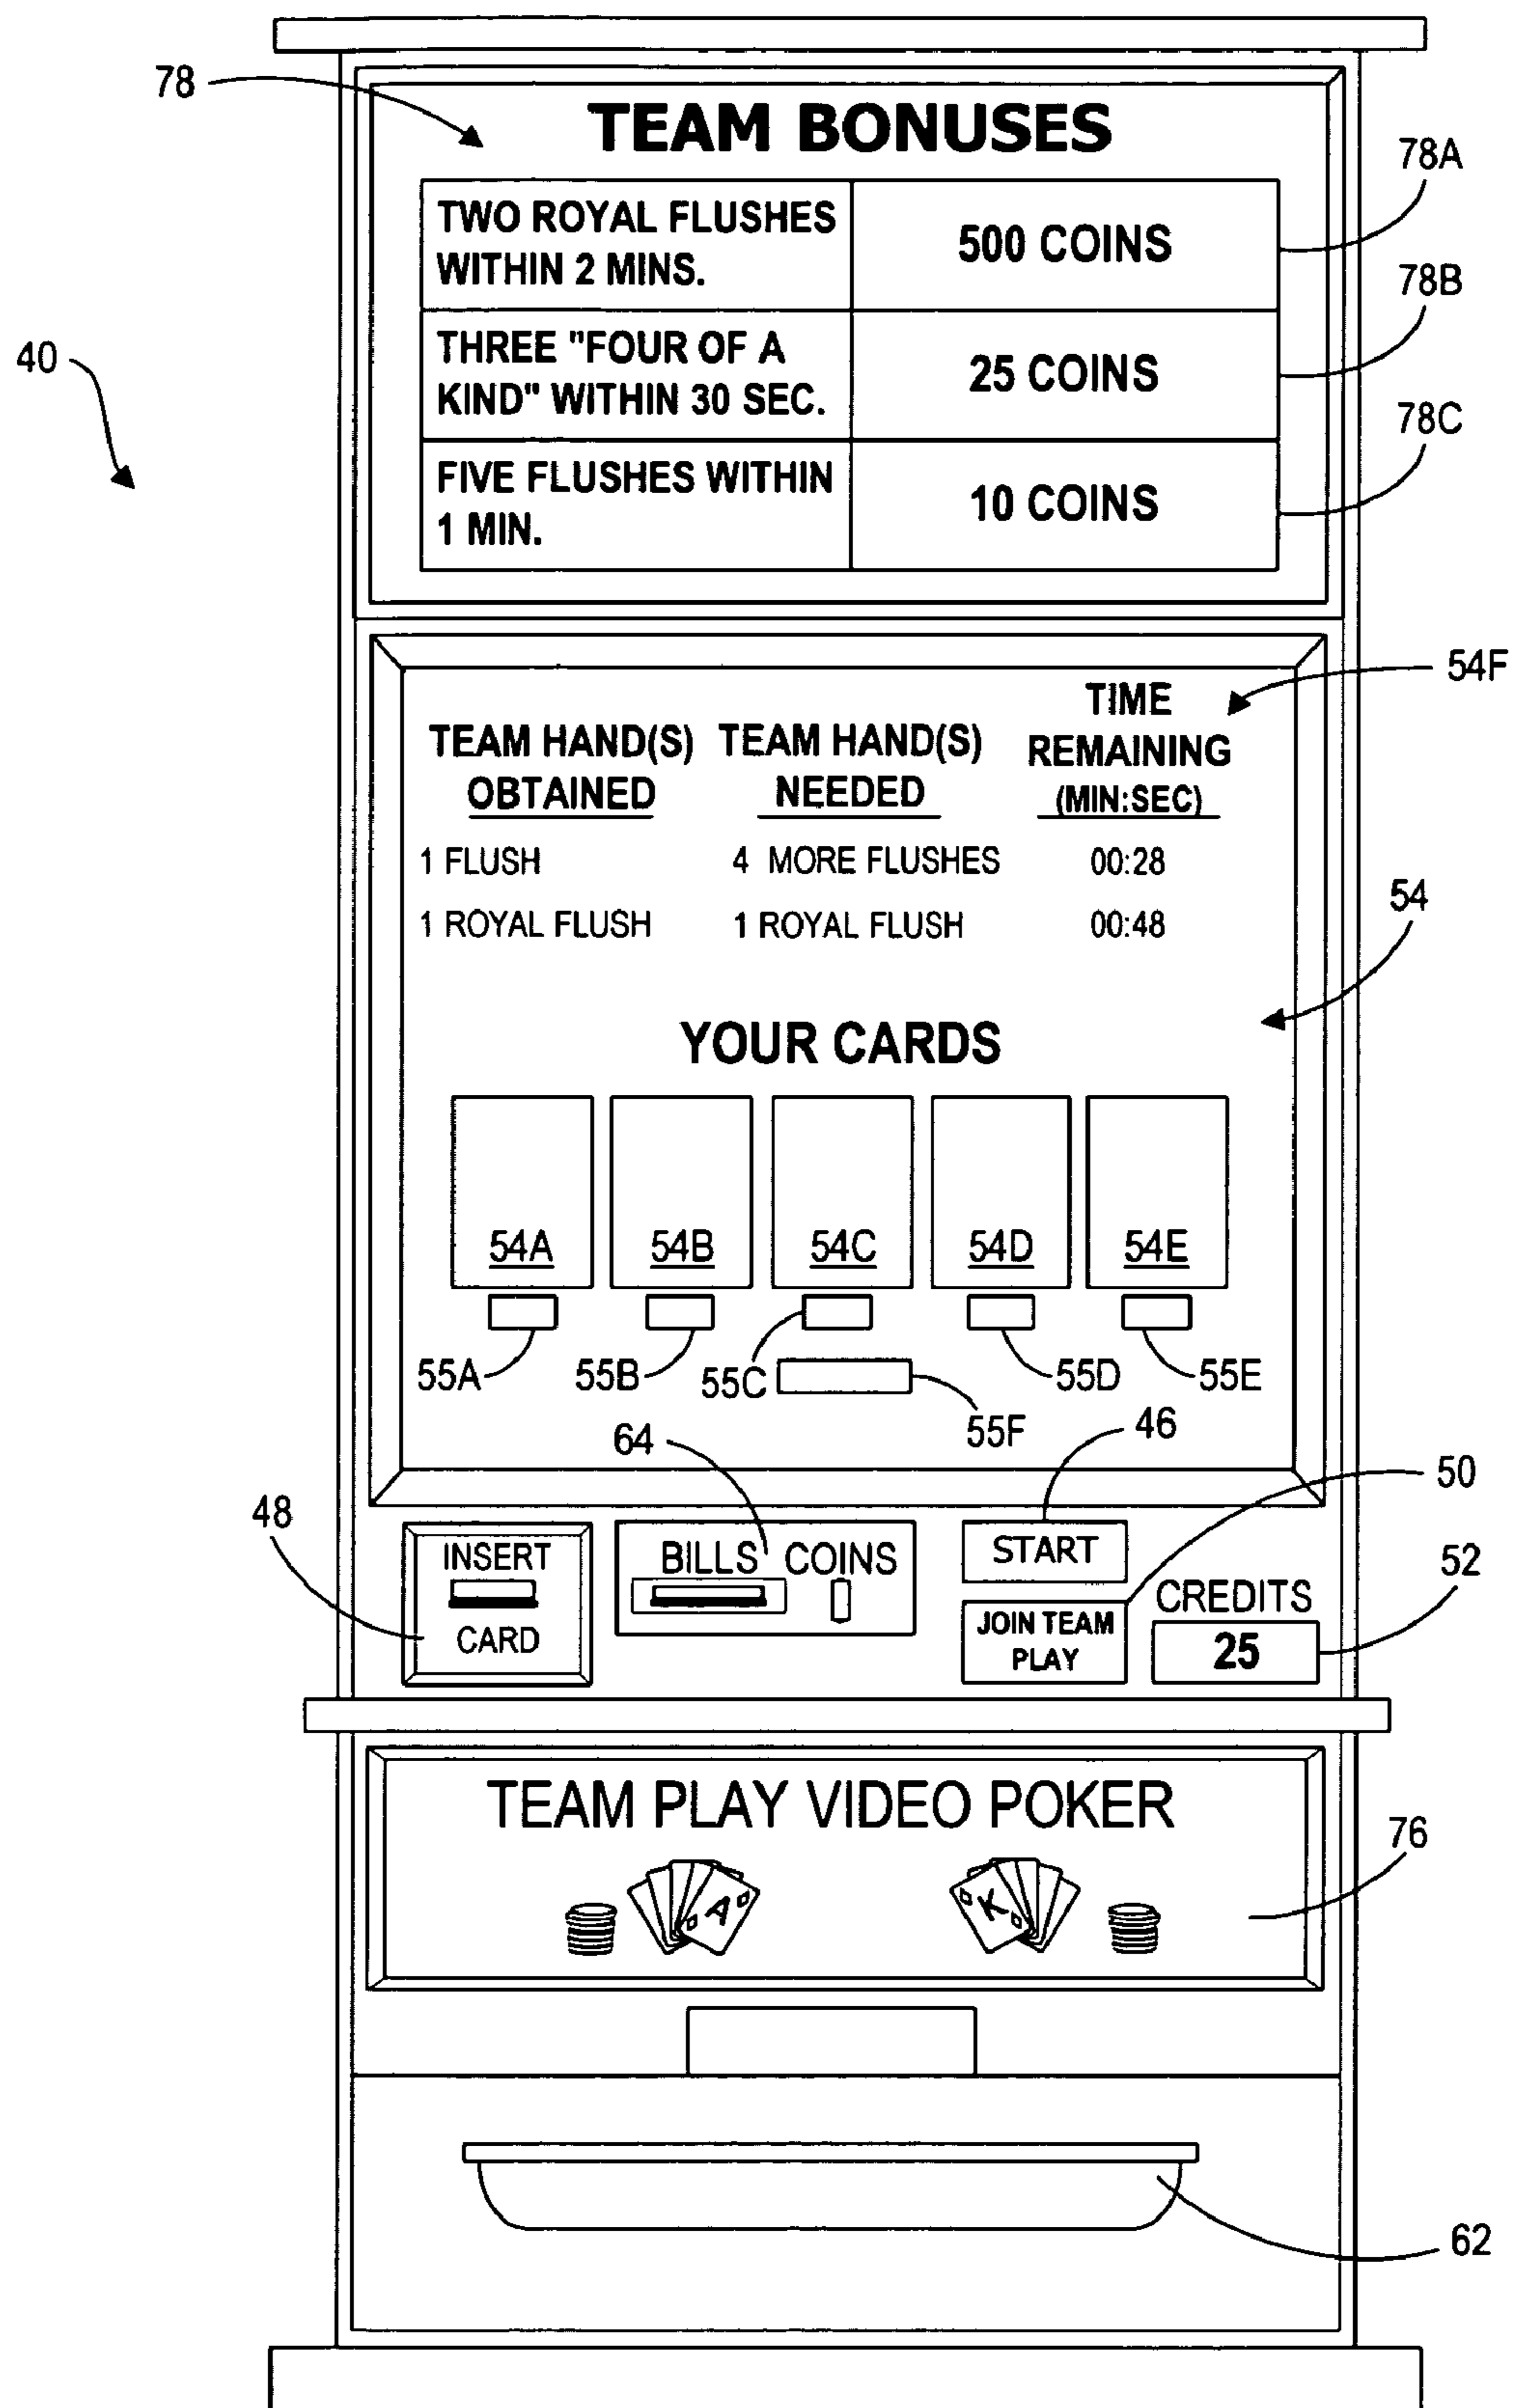 78
TEAM BONUSES
78A
TWO ROYAL FLUSHES
WITHIN 2 MINS.
500 COINS
78B
40
THREE "FOUR OF A
KIND" WITHIN 30 SEC.
25 COINS
78C
FIVE FLUSHES WITHIN
1 MIN.
10 COINS
54F
TEAM HAND(S)
OBTAINED
TEAM HAND(S)
NEEDED
TIME
REMAINING
(MIN:SEC)
1 FLUSH 4 MORE FLUSHES 00:28
1 ROYAL FLUSH 1 ROYAL FLUSH 00:48
54
YOUR CARDS
54A 54B 54C 54D 54E
55A 55B 55C 55D 55E
55F
64
46
50
48
INSERT
CARD
BILLS COINS
START
JOIN TEAM
PLAY
CREDITS
25
52
TEAM PLAY VIDEO POKER
76
A K
62